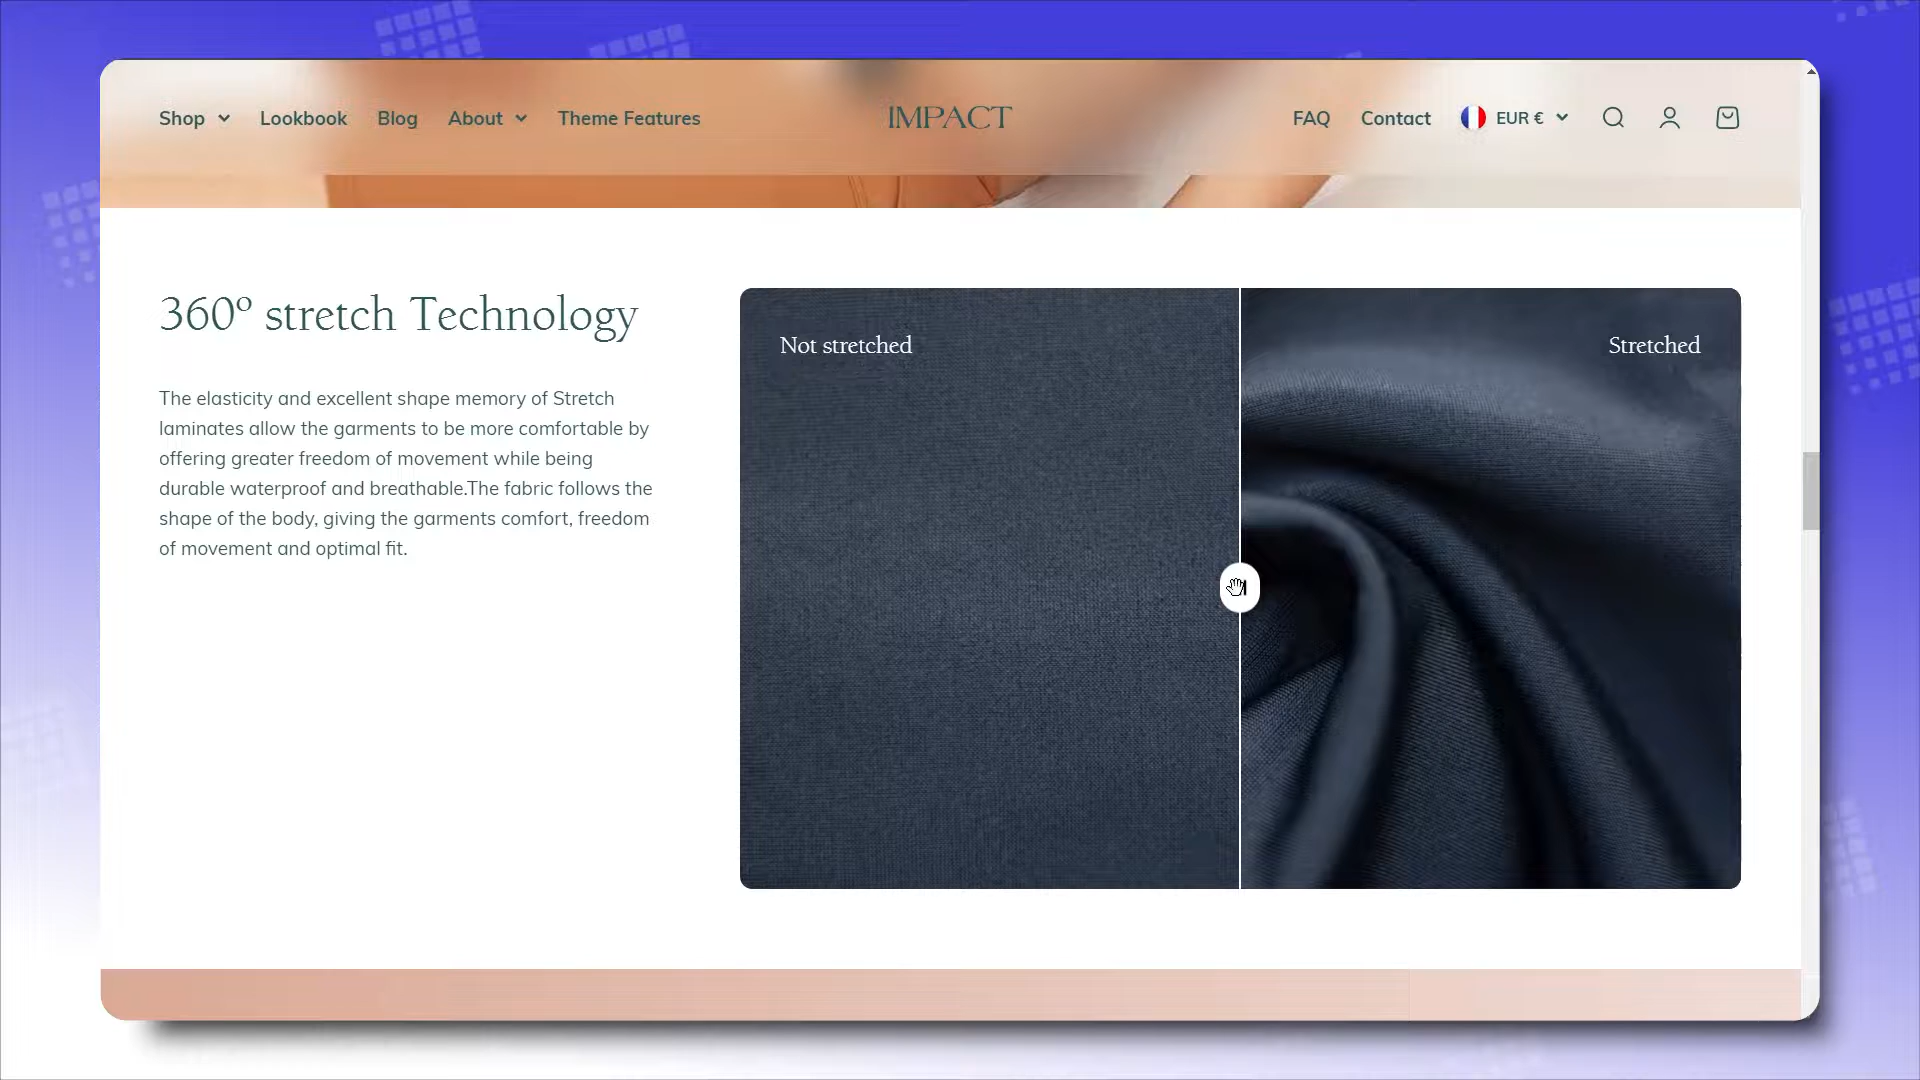 Shop
Lookbook
Blog
About
Theme Features
IMPACT
FAQ
Contact
EUR €
360º stretch Technology
The elasticity and excellent shape memory of Stretch
laminates allow the garments to be more comfortable by
offering greater freedom of movement while being
durable waterproof and breathable.The fabric follows the
shape of the body, giving the garments comfort, freedom
of movement and optimal fit.
Not stretched
Stretched